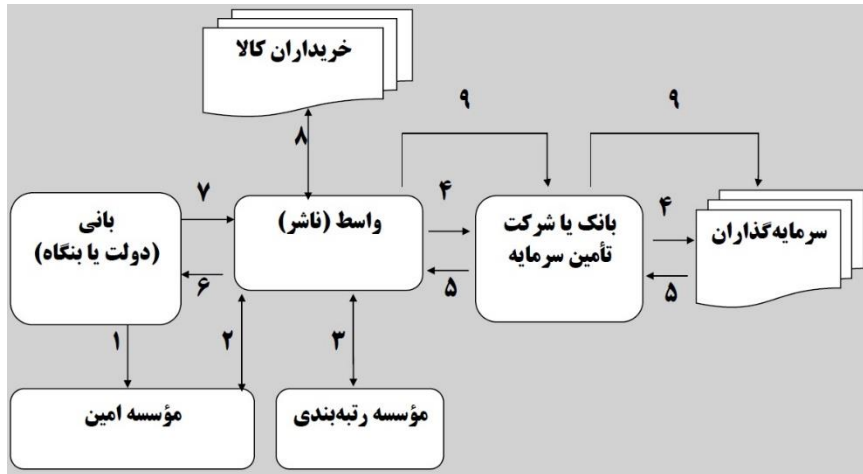 خریداران کالا
۹
۹
۸
۷
واسط (ناشر)
۴
بانک یا شرکت
تأمین سرمایه
۴
سرمایه‌گذاران
بانی
(دولت یا بنگاه)
۶
۵
۵
۱
۲
۳
مؤسسه امین
مؤسسه رتبه‌بندی